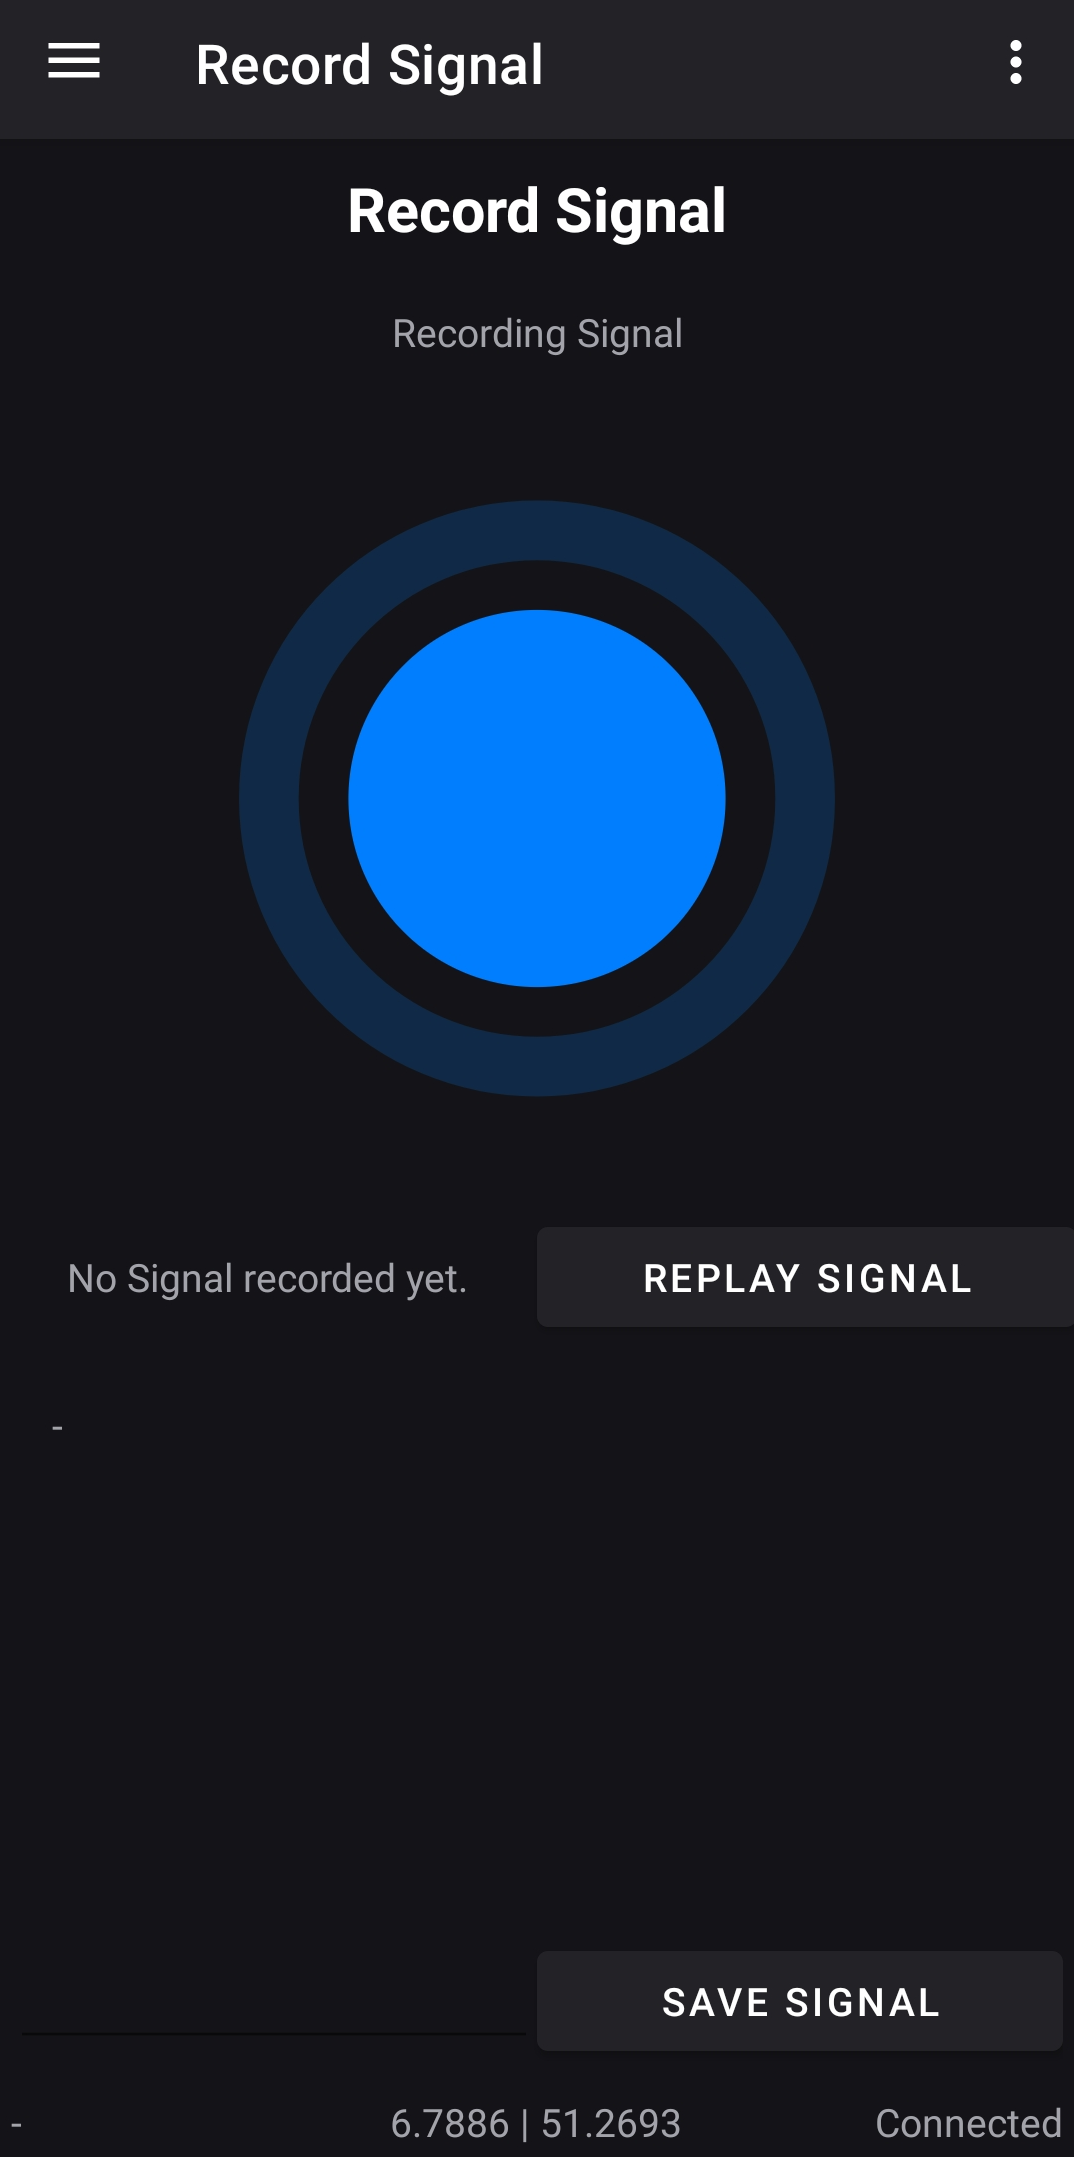 Record Signal
Record Signal
Recording Signal
No Signal recorded yet.
REPLAY SIGNAL
-
SAVE SIGNAL
-
6.7886 | 51.2693
Connected